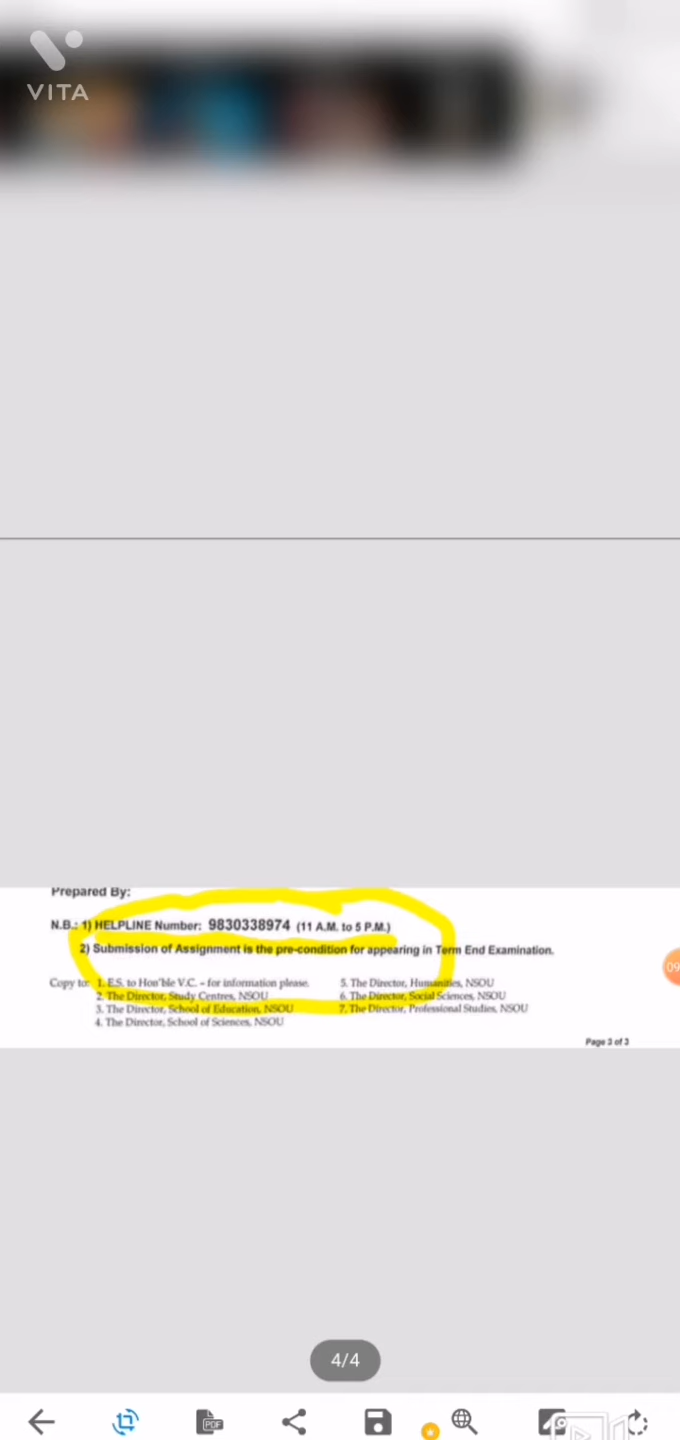 VITA
Prepared By:
N.B.: 1) HELPLINE Number: 9830338974 (11 A.M. to 5 P.M.)
2) Submission of Assignment is the pre-condition for appearing in Term End Examination.
Copy to: 1. E.S. to Hon'ble V.C. – for information please.
2. The Director, Study Centres, NSOU
3. The Director, School of Education, NSOU
4. The Director, School of Sciences, NSOU
5. The Director, Humanities, NSOU
6. The Director, Social Sciences, NSOU
7. The Director, Professional Studies, NSOU
Page 3 of 3
09
4/4
PDF